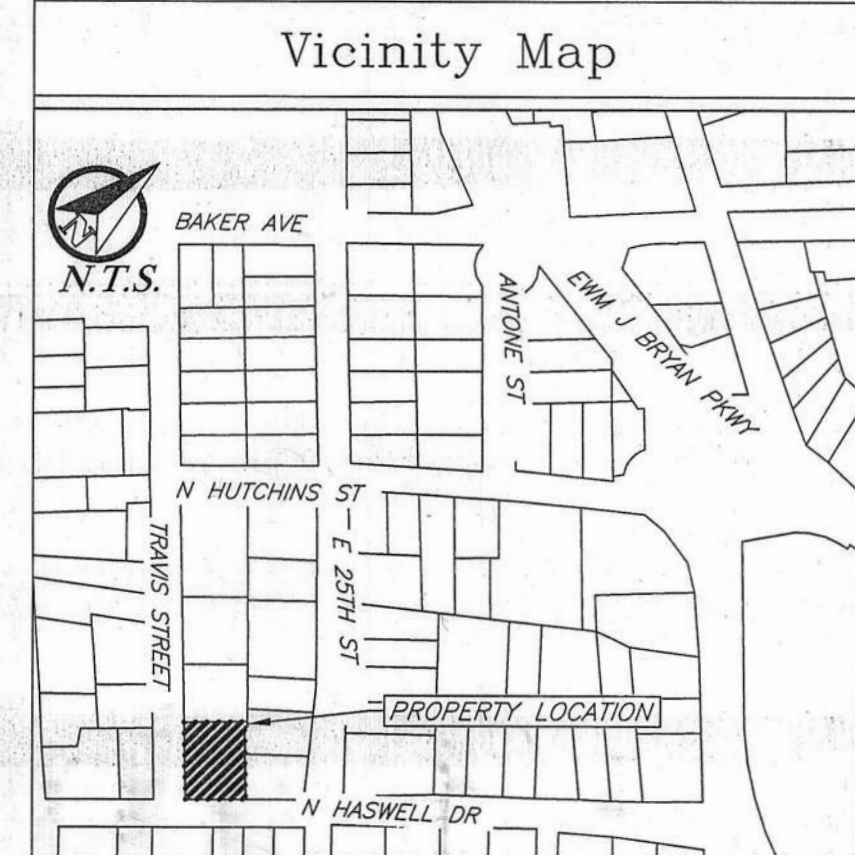 Vicinity Map
N
N.T.S.
BAKER AVE
ANTONE ST
EWM J BRYAN PKWY
N HUTCHINS ST
TRAVIS STREET
E 25TH ST
PROPERTY LOCATION
N HASWELL DR